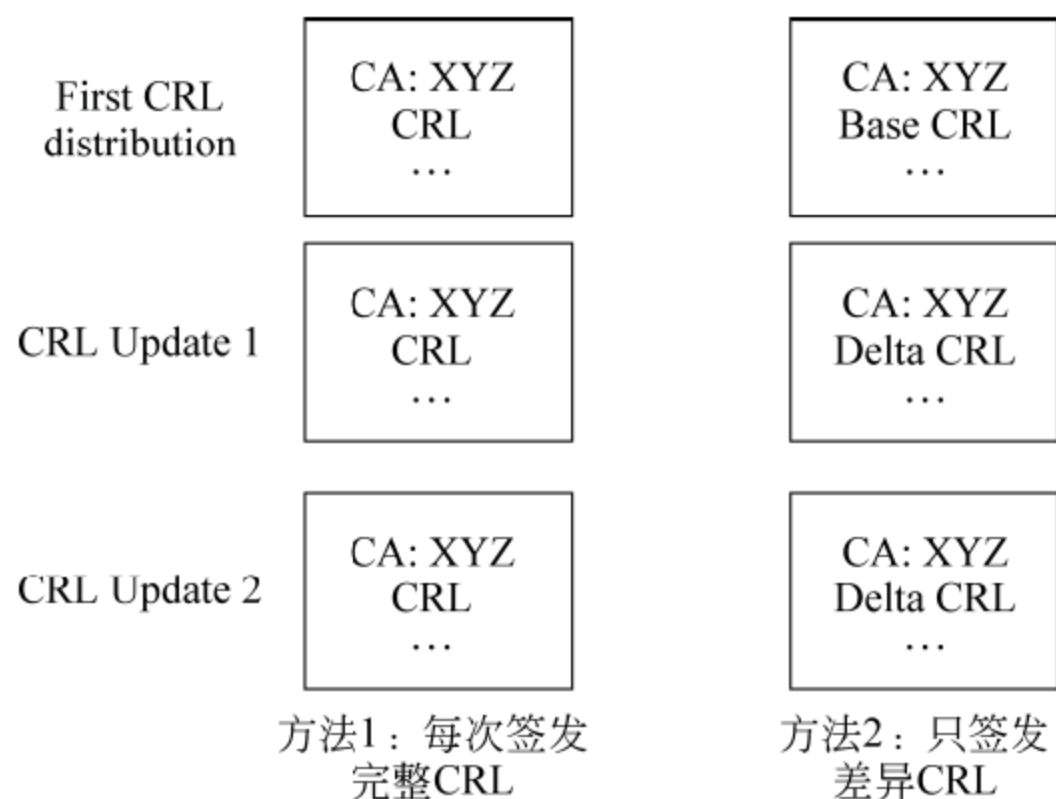 First CRL
distribution
CA: XYZ
CRL
…
CA: XYZ
Base CRL
…
CRL Update 1
CA: XYZ
CRL
…
CA: XYZ
Delta CRL
…
CRL Update 2
CA: XYZ
CRL
…
CA: XYZ
Delta CRL
…
方法1：每次签发
完整CRL
方法2：只签发
差异CRL